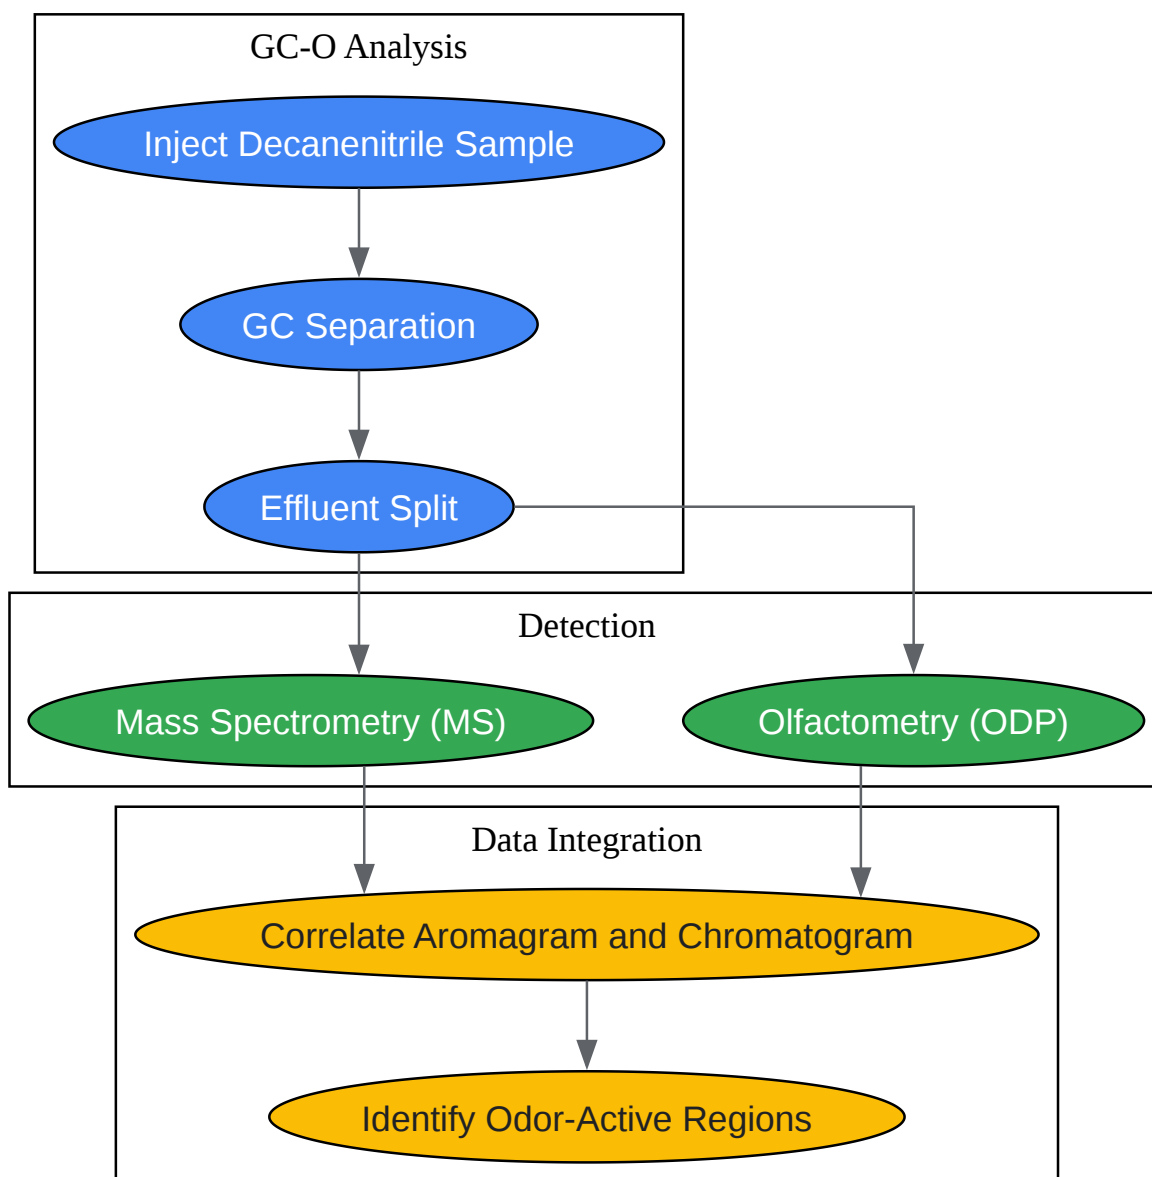 GC-O Analysis
Inject Decanenitrile Sample
GC Separation
Effluent Split
Detection
Mass Spectrometry (MS)
Olfactometry (ODP)
Data Integration
Correlate Aromagram and Chromatogram
Identify Odor-Active Regions